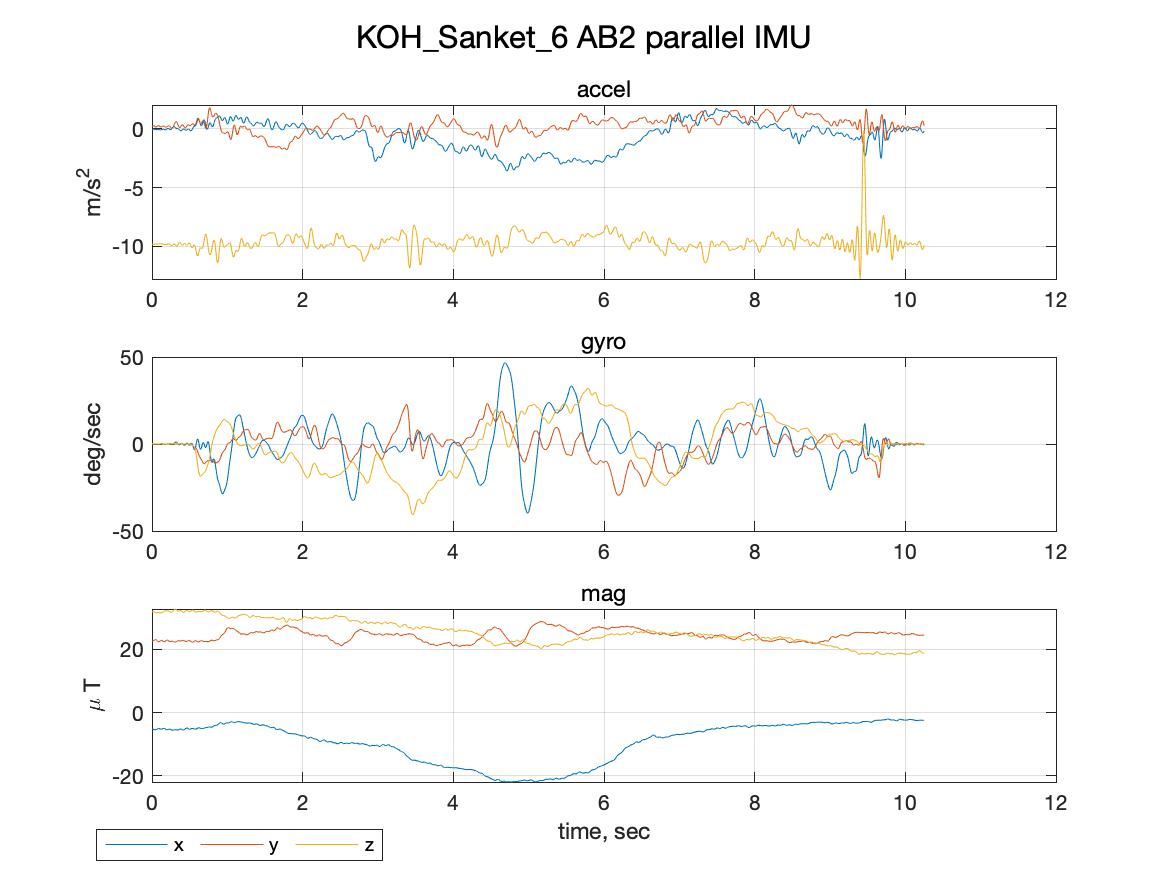 KOH_Sanket_6 AB2 parallel IMU
accel
m/s²
0
-5
-10
0 2 4 6 8 10 12
gyro
deg/sec
50
0
-50
0 2 4 6 8 10 12
mag
μ T
20
0
-20
0 2 4 6 8 10 12
time, sec
x y z